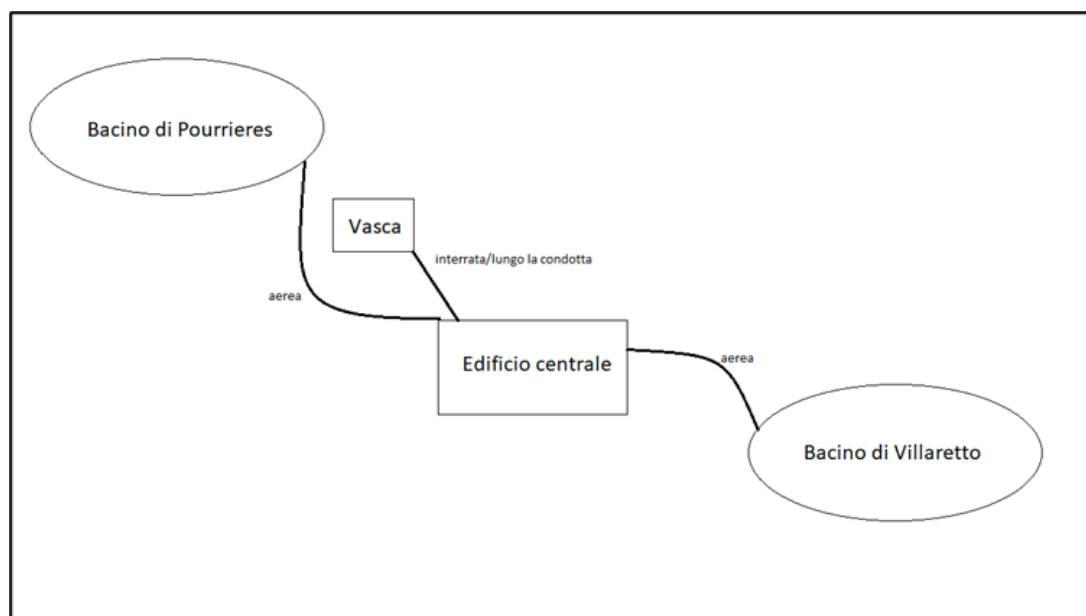 Bacino di Pourrieres
Vasca
interrata/lungo la condotta
aerea
Edificio centrale
aerea
Bacino di Villaretto